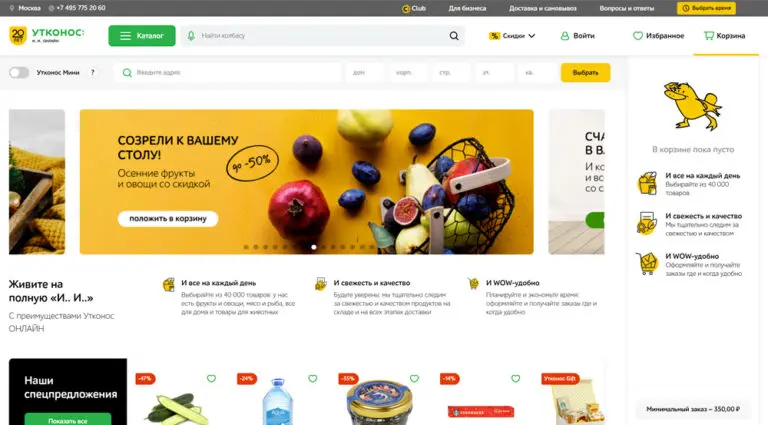 Москва
+7 495 775 20 60
Club
Для бизнеса
Доставка и самовывоз
Вопросы и ответы
Выбрать время
20
ЛЕТ
УТКОНОС:
И.. И.. ОНЛАЙН
Каталог
Найти колбасу
% Скидки
Войти
Избранное
Корзина
Утконос Мини
?
Введите адрес
дом
корп.
стр.
эт.
кв.
Выбрать
СОЗРЕЛИ К ВАШЕМУ
СТОЛУ!
до -50%
Осенние фрукты
и овощи со скидкой
ПОЛОЖИТЬ В КОРЗИНУ
СЧА
В В
И ко
и вс
со с
В корзине пока пусто
И все на каждый день
Выбирайте из 40 000
товаров
И свежесть и качество
Мы тщательно следим за
свежестью и качеством
И WOW-удобно
Оформляйте и получайте
заказы где и когда удобно
Живите на
полную «И.. И..»
С преимуществами Утконос
ОНЛАЙН
И все на каждый день
Выбирайте из 40 000 товаров: у нас
есть фрукты и овощи, мясо и рыба, все
для дома и товары для животных
И свежесть и качество
Будьте уверены: мы тщательно следим
за свежестью и качеством продуктов на
складе и на всех этапах доставки
И WOW-удобно
Планируйте и экономьте время:
оформляйте и получайте заказы где и
когда удобно
Наши
спецпредложения
Показать все
-47%
-24%
-35%
-14%
Утконос Gift
AQUA
STARBUCKS
Минимальный заказ – 350,00 ₽